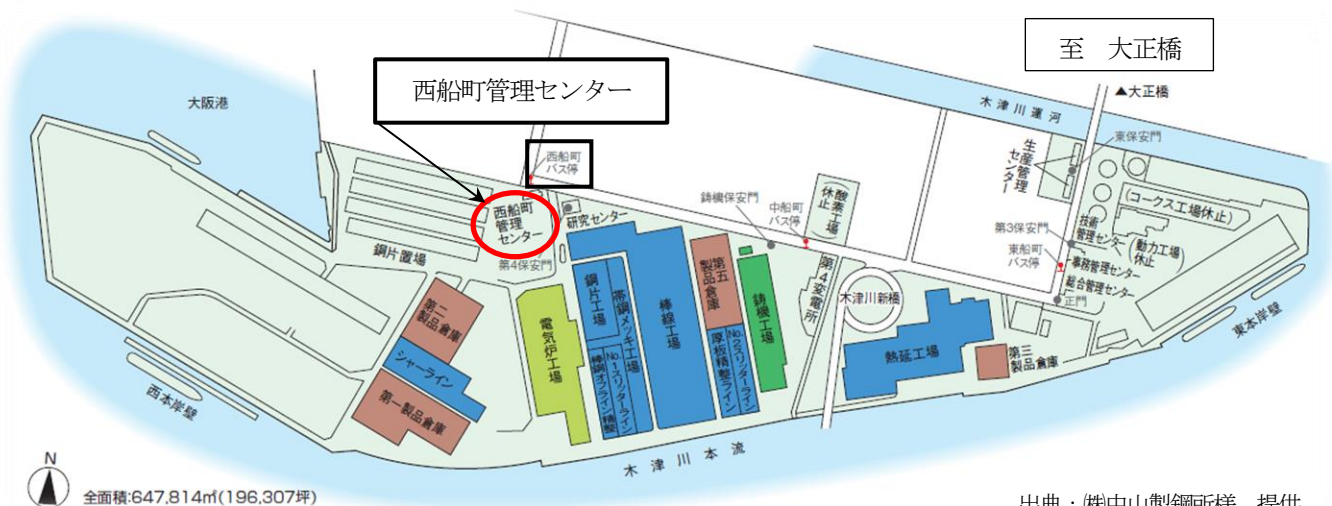 至　大正橋
▲大正橋
西船町管理センター
大阪港
木津川運河
東保安門
生産管理
センター
西船町
バス停
鋳機保安門
中船町
バス停
(酸素工場)
休止
(コークス工場休止)
技術
管理センター
第3保安門
(動力工場)
休止
東船町
バス停
事務管理センター
総合管理センター
正門
西船町
管理
センター
研究センター
第4保安門
鋼片置場
第二
製品倉庫
シャーライン
第一製品倉庫
電気炉工場
鋼片工場
帯鋼メッキ工場
No.1スリッターライン
棒鋼オフライン精整
棒線工場
第五
製品倉庫
No.2スリッターライン
厚板精整ライン
鋳機工場
第4変電所
木津川新橋
熱延工場
第三
製品倉庫
東本岸壁
西本岸壁
木津川本流
N
全面積:647,814㎡(196,307坪)
出典：㈱中山製鋼所様　提供